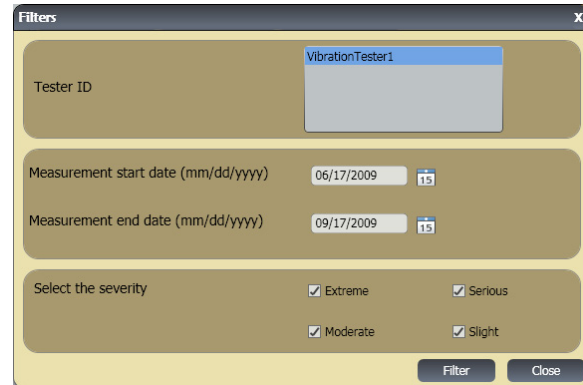 Filters X
VibrationTester1
Tester ID
Measurement start date (mm/dd/yyyy) 06/17/2009 15
Measurement end date (mm/dd/yyyy) 09/17/2009 15
Select the severity Extreme Serious
Moderate Slight
Filter Close